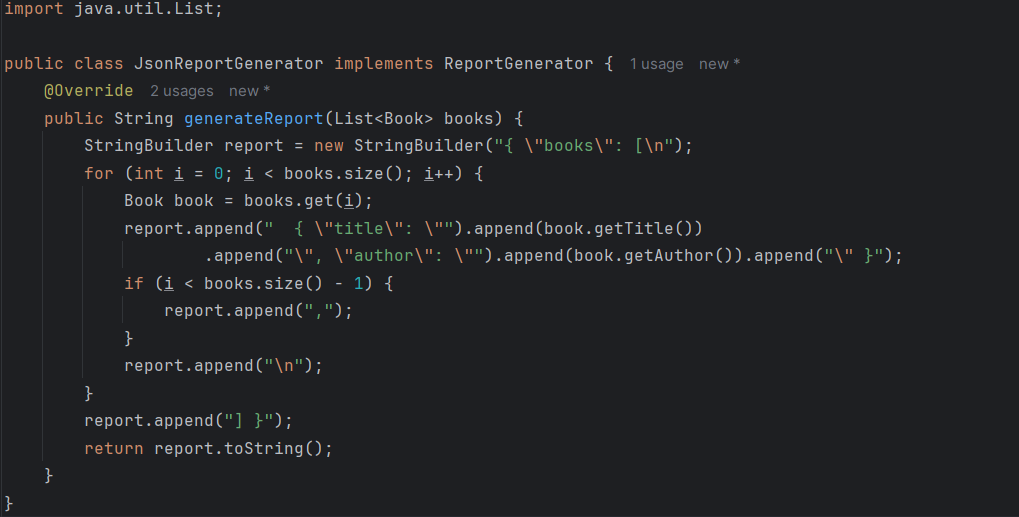 import java.util.List;
public class JsonReportGenerator implements ReportGenerator { 1 usage new *
@Override 2 usages new *
public String generateReport(List<Book> books) {
StringBuilder report = new StringBuilder("{ \"books\": [\n");
for (int i = 0; i < books.size(); i++) {
Book book = books.get(i);
report.append("  { \"title\": \"").append(book.getTitle())
.append("\", \"author\": \"").append(book.getAuthor()).append("\" }");
if (i < books.size() - 1) {
report.append(",");
}
report.append("\n");
}
report.append("] }");
return report.toString();
}
}